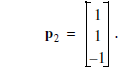 p₂ = [1
1
-1].